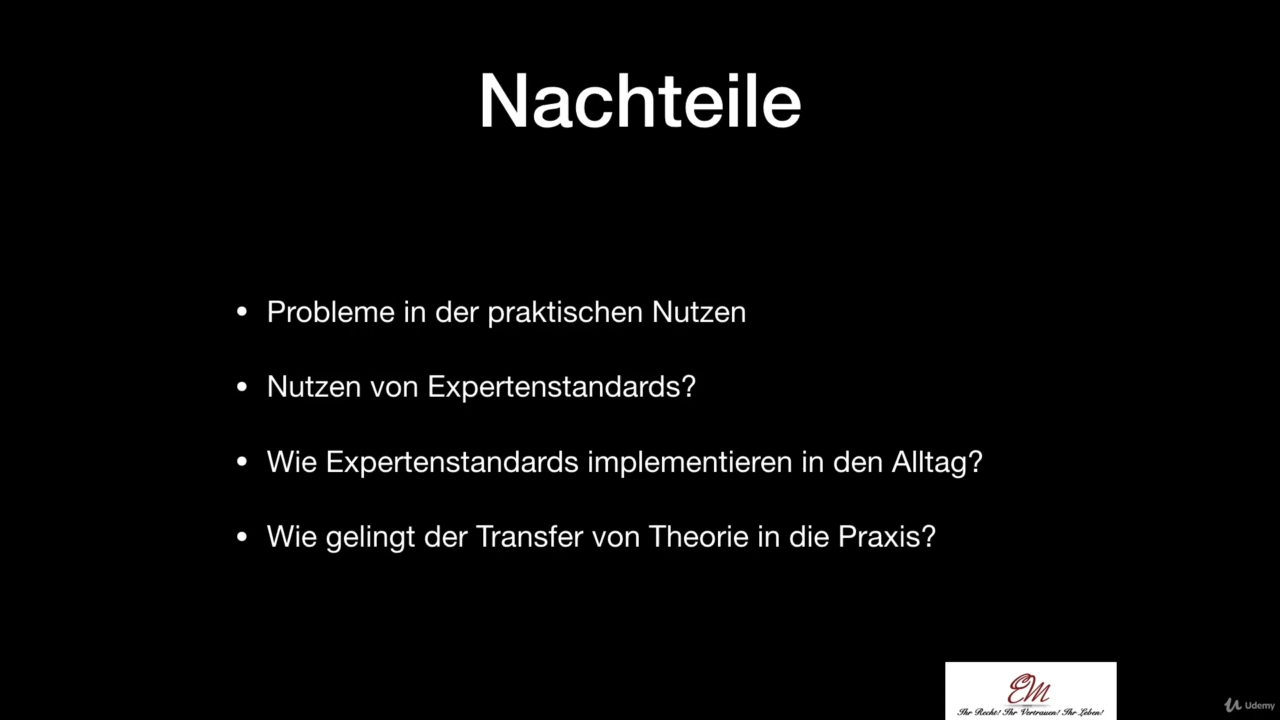 Nachteile
• Probleme in der praktischen Nutzen
• Nutzen von Expertenstandards?
• Wie Expertenstandards implementieren in den Alltag?
• Wie gelingt der Transfer von Theorie in die Praxis?
EM
Ihr Recht! Ihr Vertrauen! Ihr Leben!
Udemy